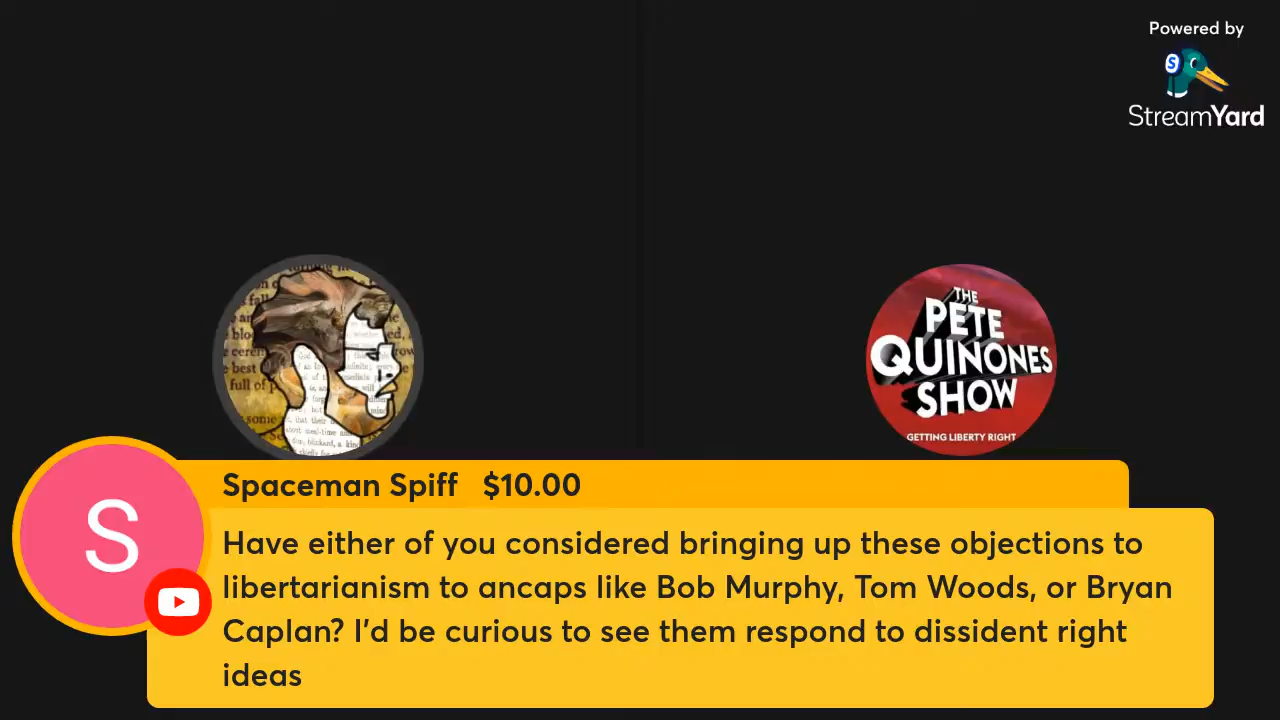 Powered by
S
StreamYard
THE
PETE
QUINONES
SHOW
GETTING LIBERTY RIGHT
Spaceman Spiff $10.00
S
Have either of you considered bringing up these objections to
libertarianism to ancaps like Bob Murphy, Tom Woods, or Bryan
Caplan? I'd be curious to see them respond to dissident right
ideas